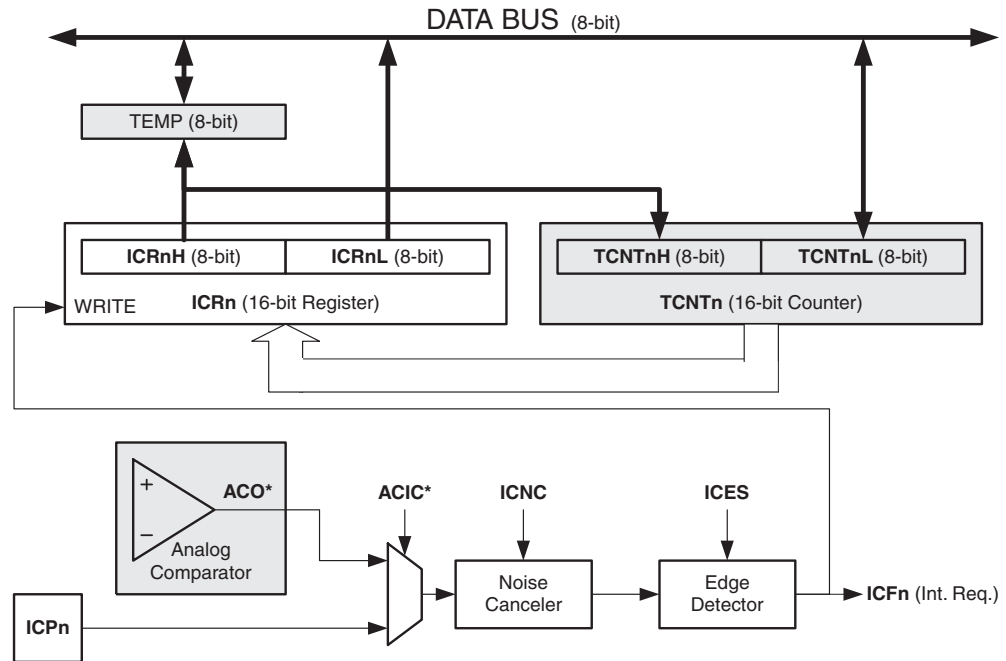 DATA BUS (8-bit)
TEMP (8-bit)
ICRnH (8-bit) ICRnL (8-bit) TCNTnH (8-bit) TCNTnL (8-bit)
WRITE ICRn (16-bit Register) TCNTn (16-bit Counter)
+
−
ACO* ACIC* ICNC ICES
Analog
Comparator
Noise
Canceler
Edge
Detector
ICFn (Int. Req.)
ICPn